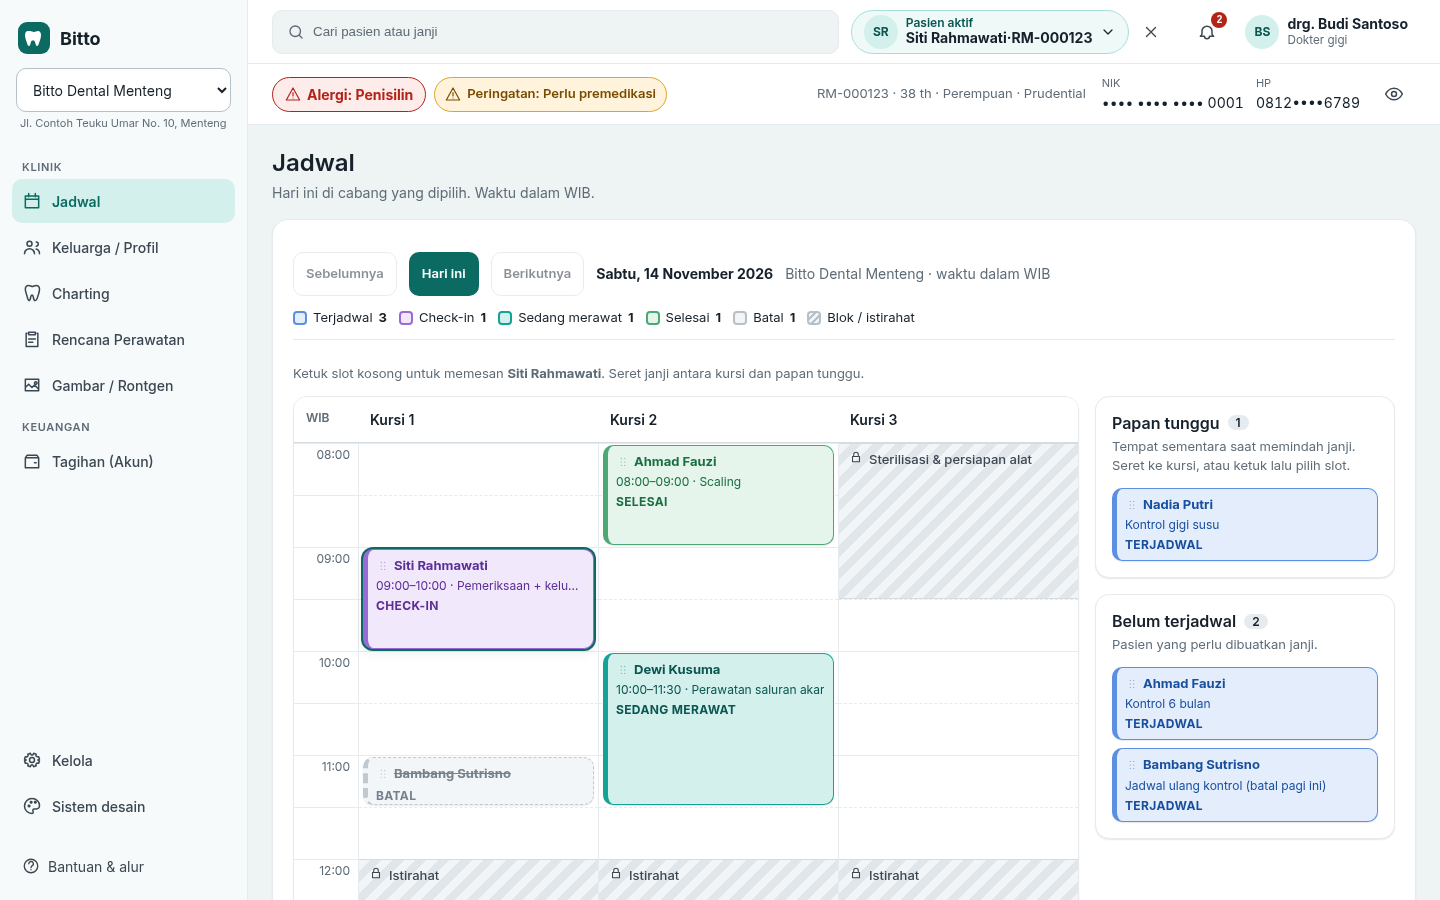 Bitto
Bitto Dental Menteng
Jl. Contoh Teuku Umar No. 10, Menteng
KLINIK
Jadwal
Keluarga / Profil
Charting
Rencana Perawatan
Gambar / Rontgen
KEUANGAN
Tagihan (Akun)
Kelola
Sistem desain
Bantuan & alur
Cari pasien atau janji
SR
Pasien aktif
Siti Rahmawati·RM-000123
2
BS
drg. Budi Santoso
Dokter gigi
Alergi: Penisilin
Peringatan: Perlu premedikasi
RM-000123 · 38 th · Perempuan · Prudential
NIK
•••• •••• •••• 0001
HP
0812••••6789
Jadwal
Hari ini di cabang yang dipilih. Waktu dalam WIB.
Sebelumnya
Hari ini
Berikutnya
Sabtu, 14 November 2026
Bitto Dental Menteng · waktu dalam WIB
Terjadwal 3
Check-in 1
Sedang merawat 1
Selesai 1
Batal 1
Blok / istirahat
Ketuk slot kosong untuk memesan Siti Rahmawati. Seret janji antara kursi dan papan tunggu.
WIB
Kursi 1
Kursi 2
Kursi 3
08:00
Ahmad Fauzi
08:00–09:00 · Scaling
SELESAI
Sterilisasi & persiapan alat
09:00
Siti Rahmawati
09:00–10:00 · Pemeriksaan + kelu...
CHECK-IN
10:00
Dewi Kusuma
10:00–11:30 · Perawatan saluran akar
SEDANG MERAWAT
11:00
Bambang Sutrisno
BATAL
12:00
Istirahat
Istirahat
Istirahat
Papan tunggu 1
Tempat sementara saat memindah janji.
Seret ke kursi, atau ketuk lalu pilih slot.
Nadia Putri
Kontrol gigi susu
TERJADWAL
Belum terjadwal 2
Pasien yang perlu dibuatkan janji.
Ahmad Fauzi
Kontrol 6 bulan
TERJADWAL
Bambang Sutrisno
Jadwal ulang kontrol (batal pagi ini)
TERJADWAL